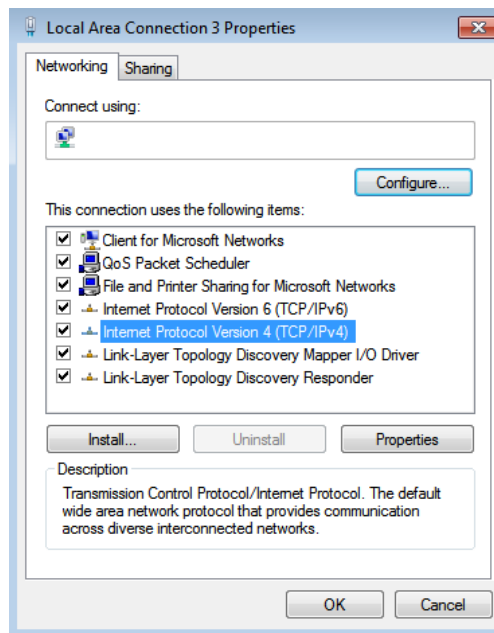 Local Area Connection 3 Properties
Networking Sharing
Connect using:
Configure...
This connection uses the following items:
Client for Microsoft Networks
QoS Packet Scheduler
File and Printer Sharing for Microsoft Networks
Internet Protocol Version 6 (TCP/IPv6)
Internet Protocol Version 4 (TCP/IPv4)
Link-Layer Topology Discovery Mapper I/O Driver
Link-Layer Topology Discovery Responder
Install... Uninstall Properties
Description
Transmission Control Protocol/Internet Protocol. The default
wide area network protocol that provides communication
across diverse interconnected networks.
OK Cancel